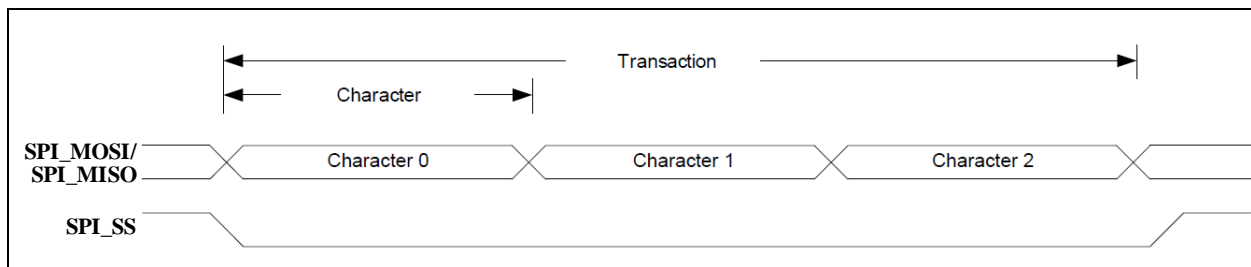 Transaction
Character
SPI_MOSI/
SPI_MISO
Character 0
Character 1
Character 2
SPI_SS